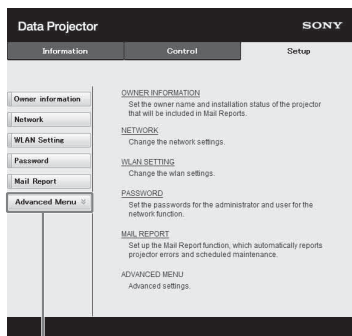 Data Projector
SONY
Information
Control
Setup
Owner information
Network
WLAN Setting
Password
Mail Report
Advanced Menu
OWNER INFORMATION
Set the owner name and installation status of the projector
that will be included in Mail Reports.
NETWORK
Change the network settings.
WLAN SETTING
Change the wlan settings.
PASSWORD
Set the passwords for the administrator and user for the
network function.
MAIL REPORT
Set up the Mail Report function, which automatically reports
projector errors and scheduled maintenance.
ADVANCED MENU
Advanced settings.